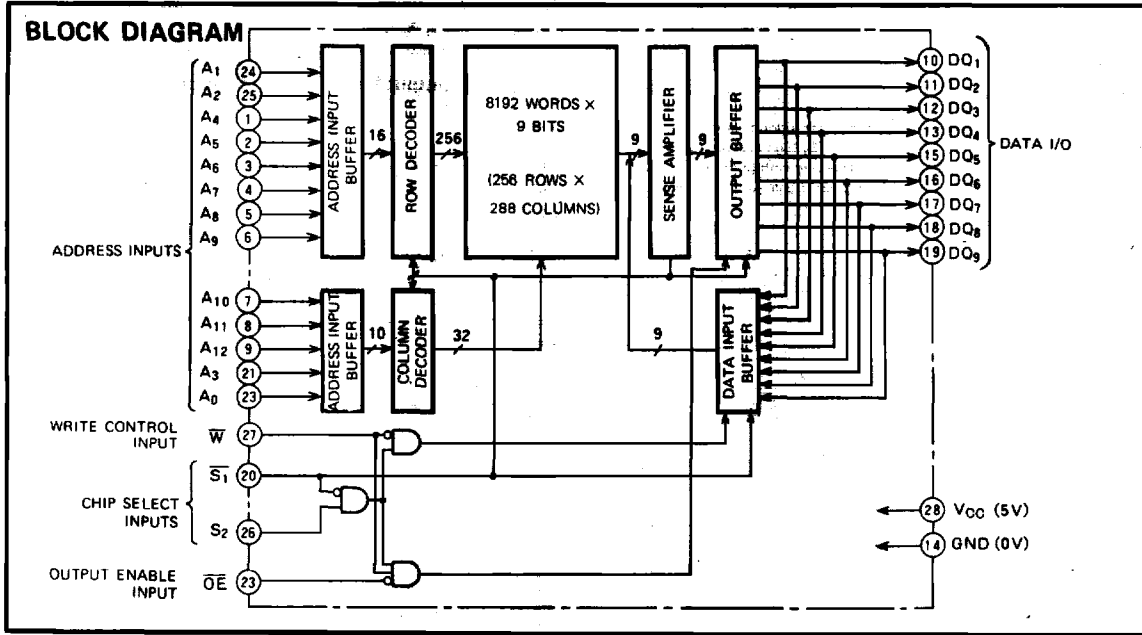 BLOCK DIAGRAM
ADDRESS INPUTS
A1 24
A2 25
A4 1
A5 2
A6 3
A7 4
A8 5
A9 6
A10 7
A11 8
A12 9
A3 21
A0 23
ADDRESS INPUT
BUFFER
16
ROW DECODER
256
8192 WORDS ×
9 BITS
(256 ROWS ×
288 COLUMNS)
9
SENSE AMPLIFIER
9
OUTPUT BUFFER
ADDRESS INPUT
BUFFER
10
COLUMN
DECODER
32
9
DATA INPUT
BUFFER
10 DQ1
11 DQ2
12 DQ3
13 DQ4
15 DQ5
16 DQ6
17 DQ7
18 DQ8
19 DQ9
DATA I/O
WRITE CONTROL
INPUT
W̅ 27
CHIP SELECT
INPUTS
S̅1 20
S2 26
OUTPUT ENABLE
INPUT
O̅E̅ 23
28 VCC (5V)
14 GND (0V)